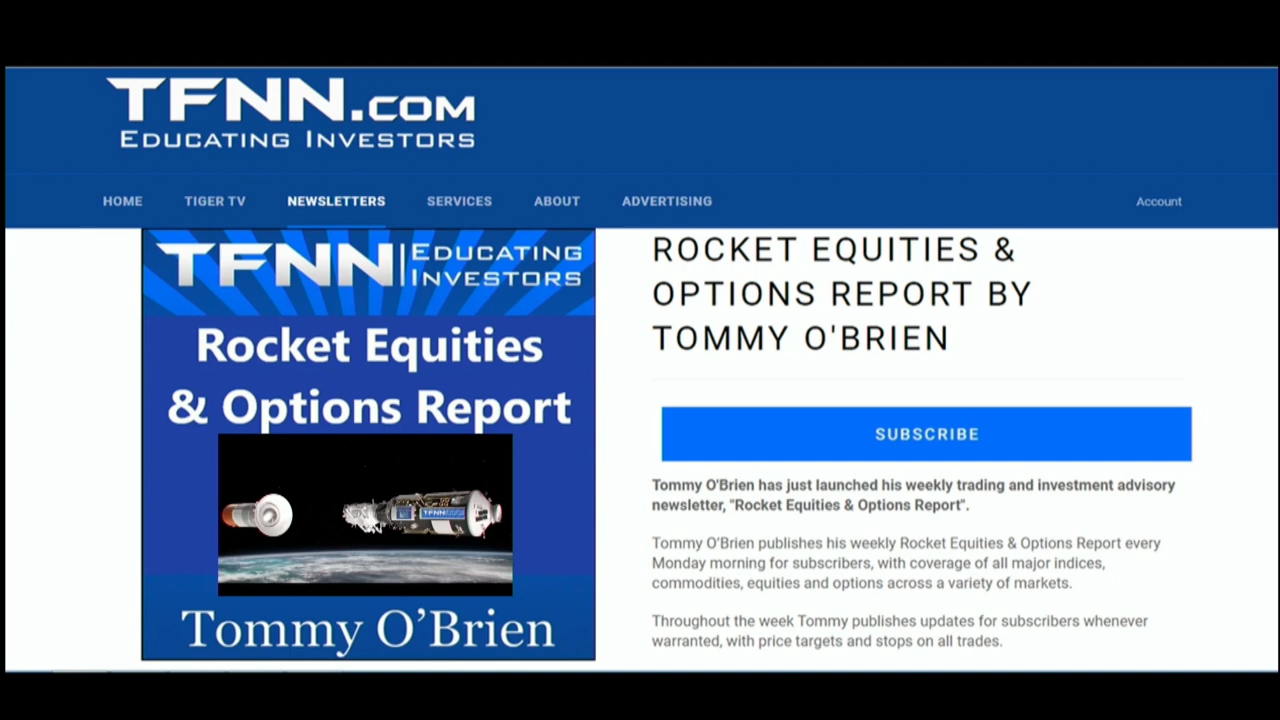 TFNN.COM
EDUCATING INVESTORS
HOME TIGER TV NEWSLETTERS SERVICES ABOUT ADVERTISING Account
TFNN EDUCATING INVESTORS
Rocket Equities
& Options Report
TFNN
Tommy O'Brien
ROCKET EQUITIES &
OPTIONS REPORT BY
TOMMY O'BRIEN
SUBSCRIBE
Tommy O'Brien has just launched his weekly trading and investment advisory
newsletter, "Rocket Equities & Options Report".
Tommy O'Brien publishes his weekly Rocket Equities & Options Report every
Monday morning for subscribers, with coverage of all major indices,
commodities, equities and options across a variety of markets.
Throughout the week Tommy publishes updates for subscribers whenever
warranted, with price targets and stops on all trades.